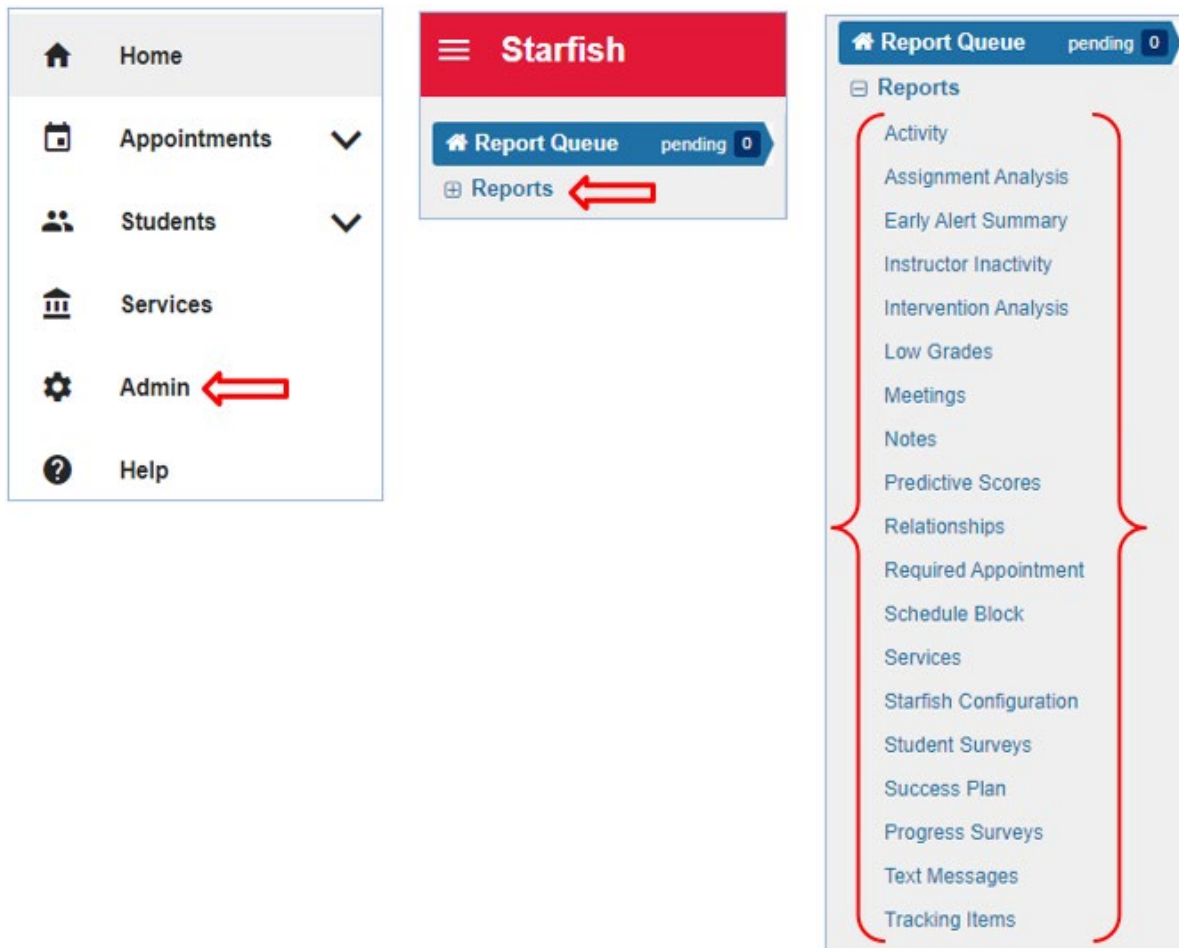 Home
Appointments
Students
Services
Admin
Help
Starfish
Report Queue pending 0
Reports
Report Queue pending 0
Reports
Activity
Assignment Analysis
Early Alert Summary
Instructor Inactivity
Intervention Analysis
Low Grades
Meetings
Notes
Predictive Scores
Relationships
Required Appointment
Schedule Block
Services
Starfish Configuration
Student Surveys
Success Plan
Progress Surveys
Text Messages
Tracking Items